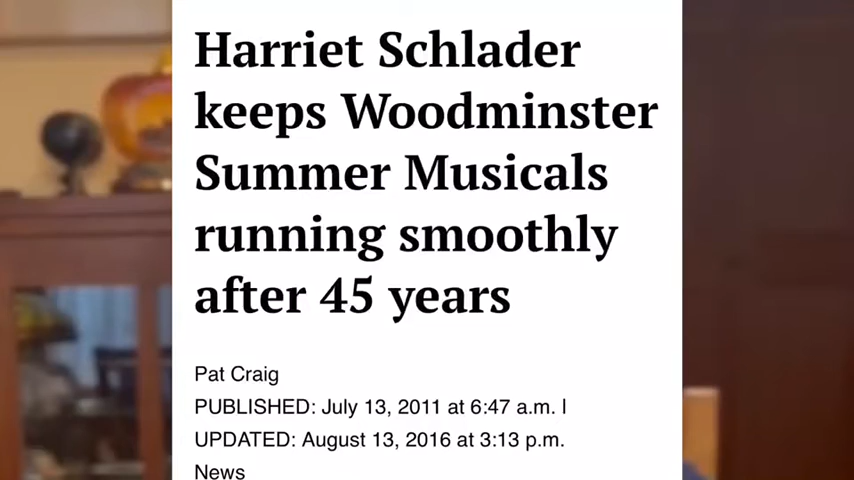 Harriet Schlader
keeps Woodminster
Summer Musicals
running smoothly
after 45 years
Pat Craig
PUBLISHED: July 13, 2011 at 6:47 a.m. |
UPDATED: August 13, 2016 at 3:13 p.m.
News